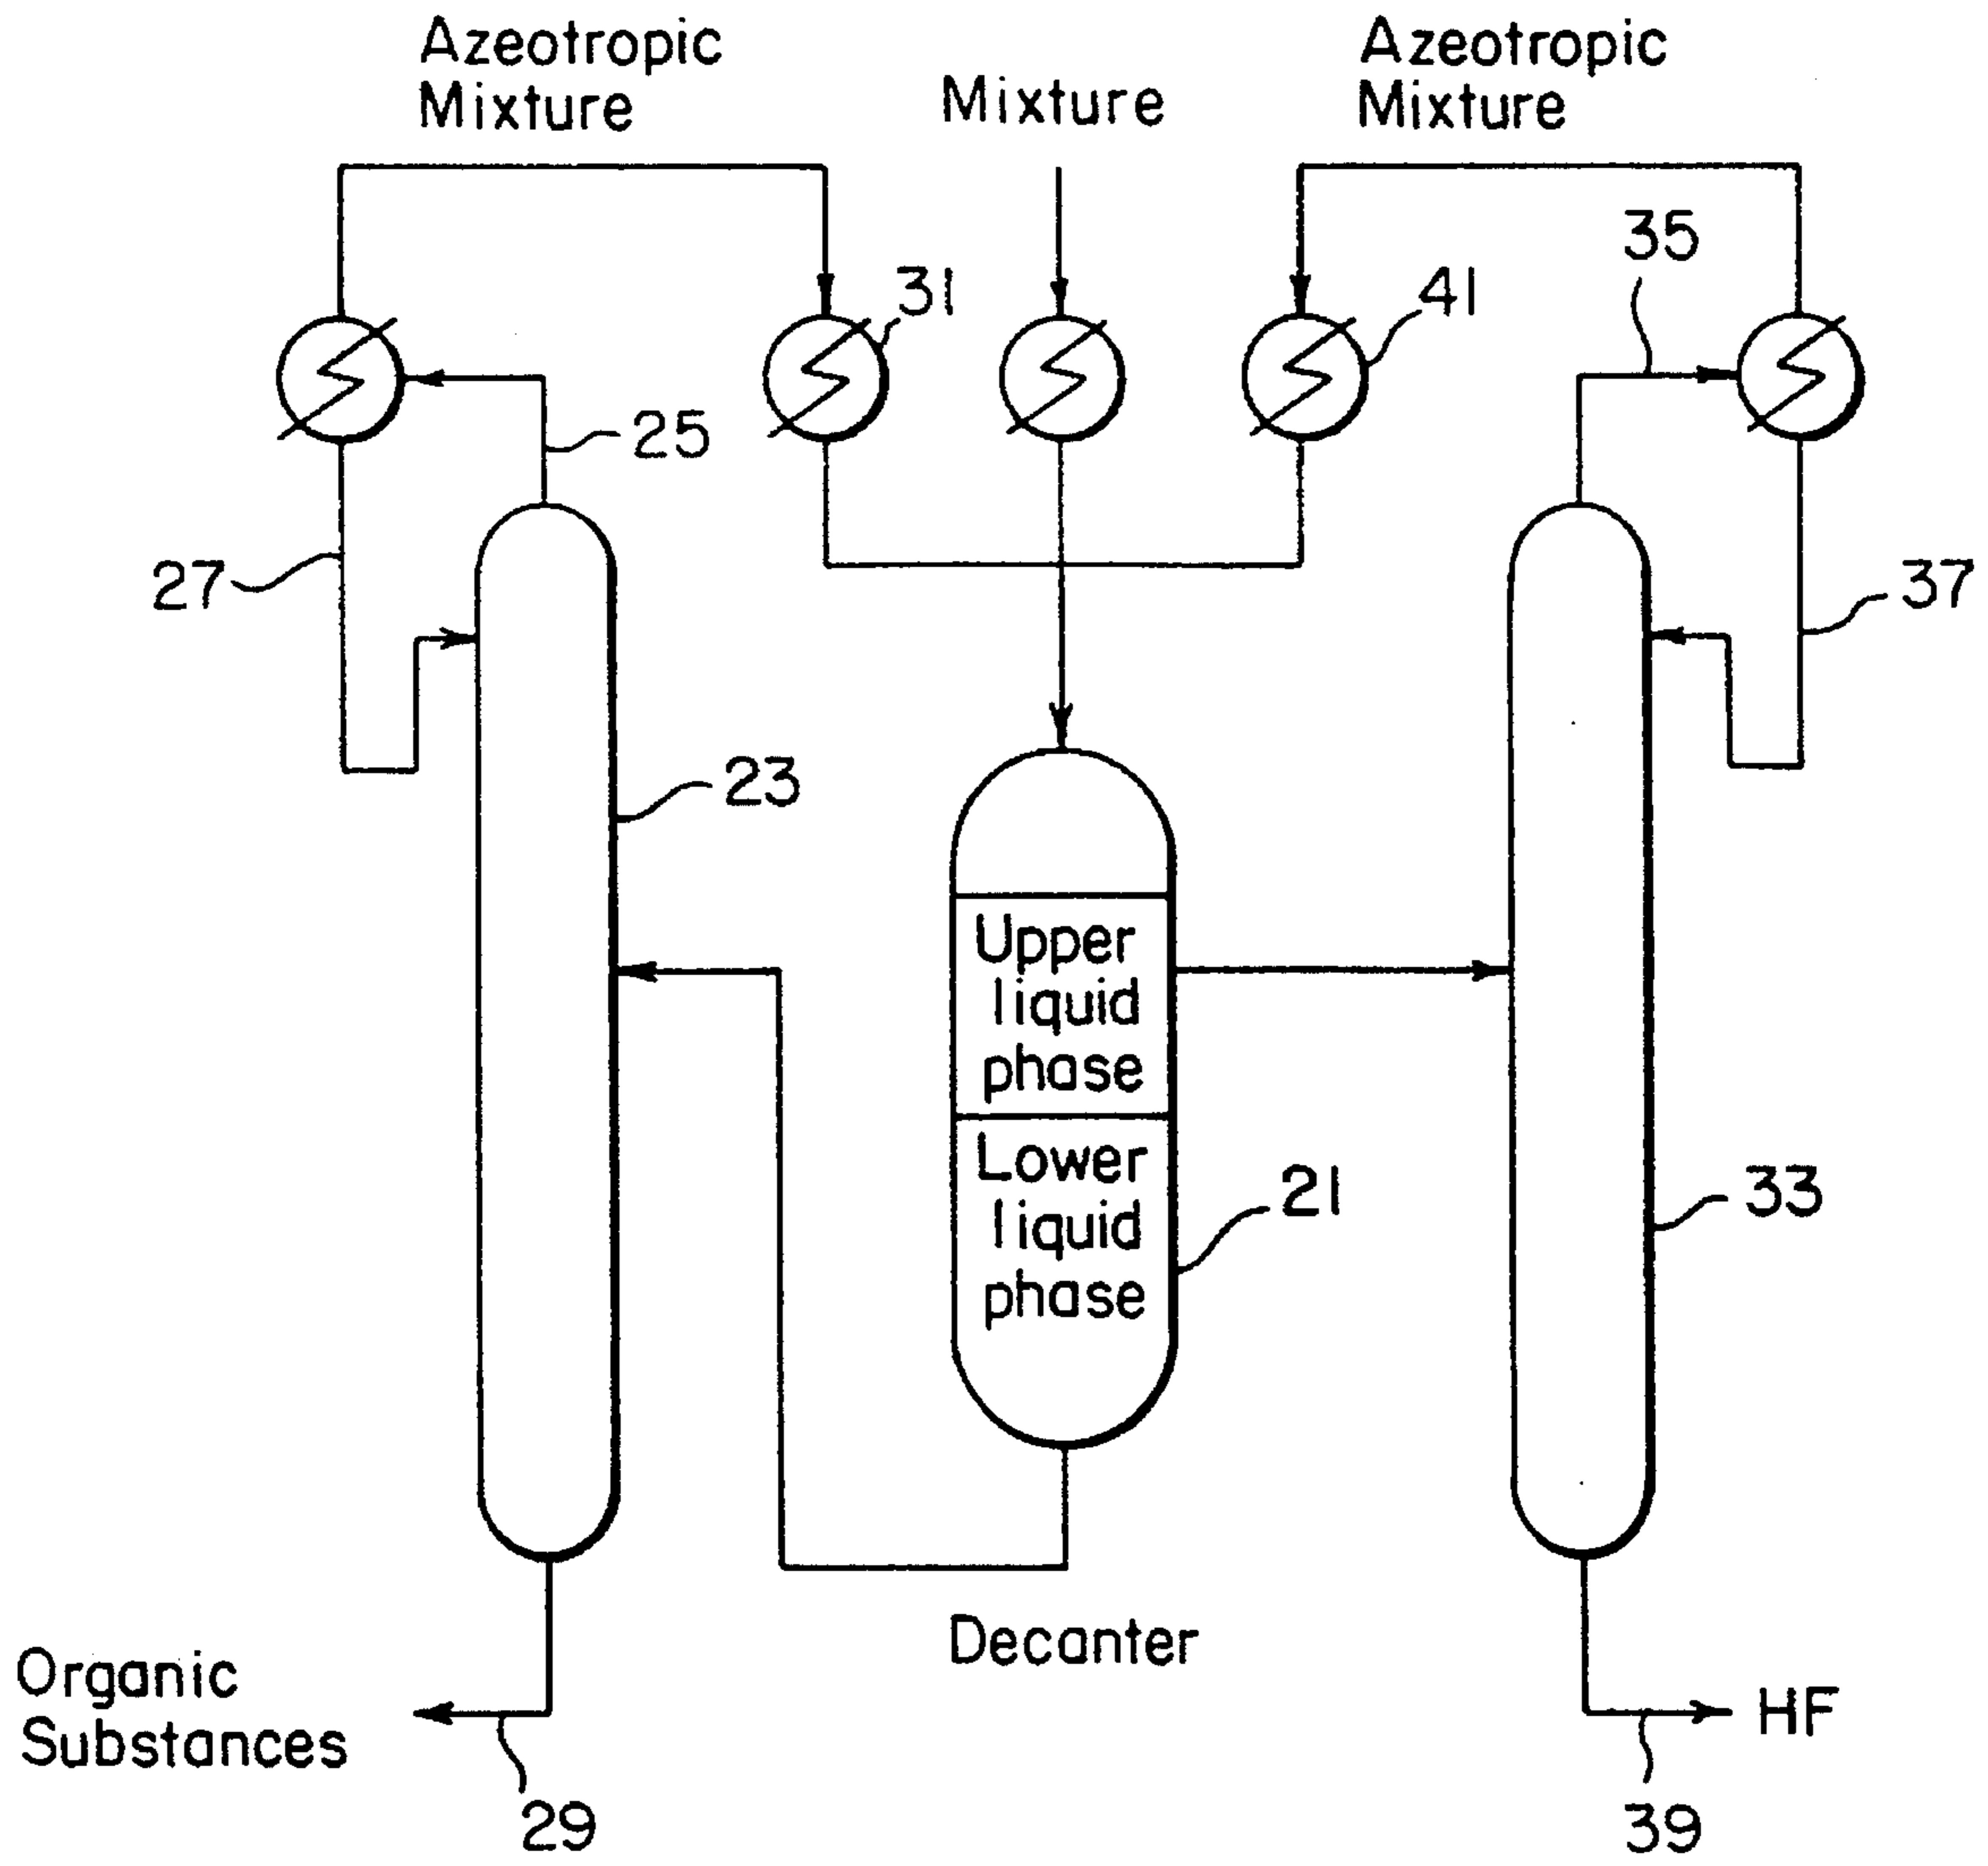 Azeotropic
Mixture
Mixture
Azeotropic
Mixture
35
31
41
25
27
37
23
Upper
liquid
phase
Lower
liquid
phase
21
33
Decanter
Organic
Substances
HF
29
39